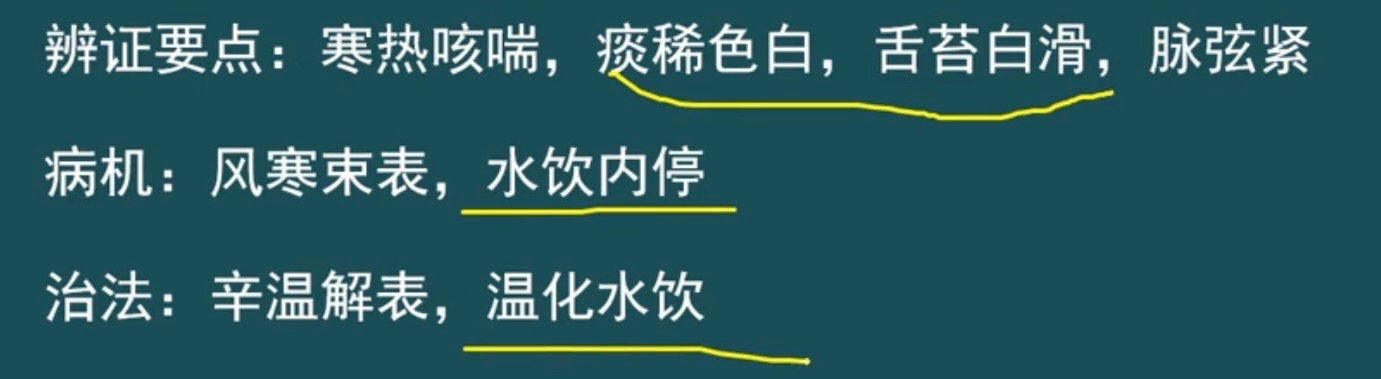 辨证要点：寒热咳喘，痰稀色白，舌苔白滑，脉弦紧
病机：风寒束表，水饮内停
治法：辛温解表，温化水饮